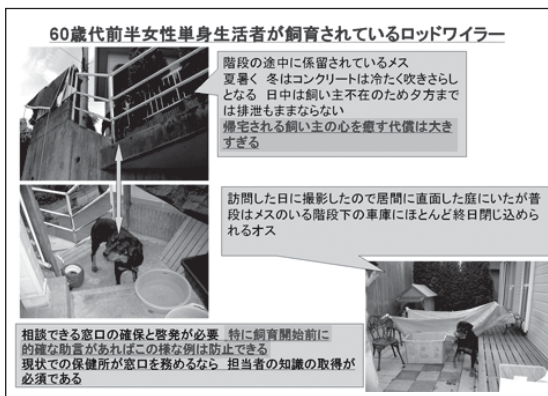 60歳代前半女性単身生活者が飼育されているロッドワイラー
階段の途中に係留されているメス
夏暑く 冬はコンクリートは冷たく吹きさらし
となる 日中は飼い主不在のため夕方まで
は排泄もままならない
帰宅される飼い主の心を癒す代償は大き
すぎる
訪問した日に撮影したので居間に直面した庭にいたが普
段はメスのいる階段下の車庫にほとんど終日閉じ込めら
れるオス
相談できる窓口の確保と啓発が必要 特に飼育開始前に
的確な助言があればこの様な例は防止できる
現状での保健所が窓口を務めるなら 担当者の知識の取得が
必須である